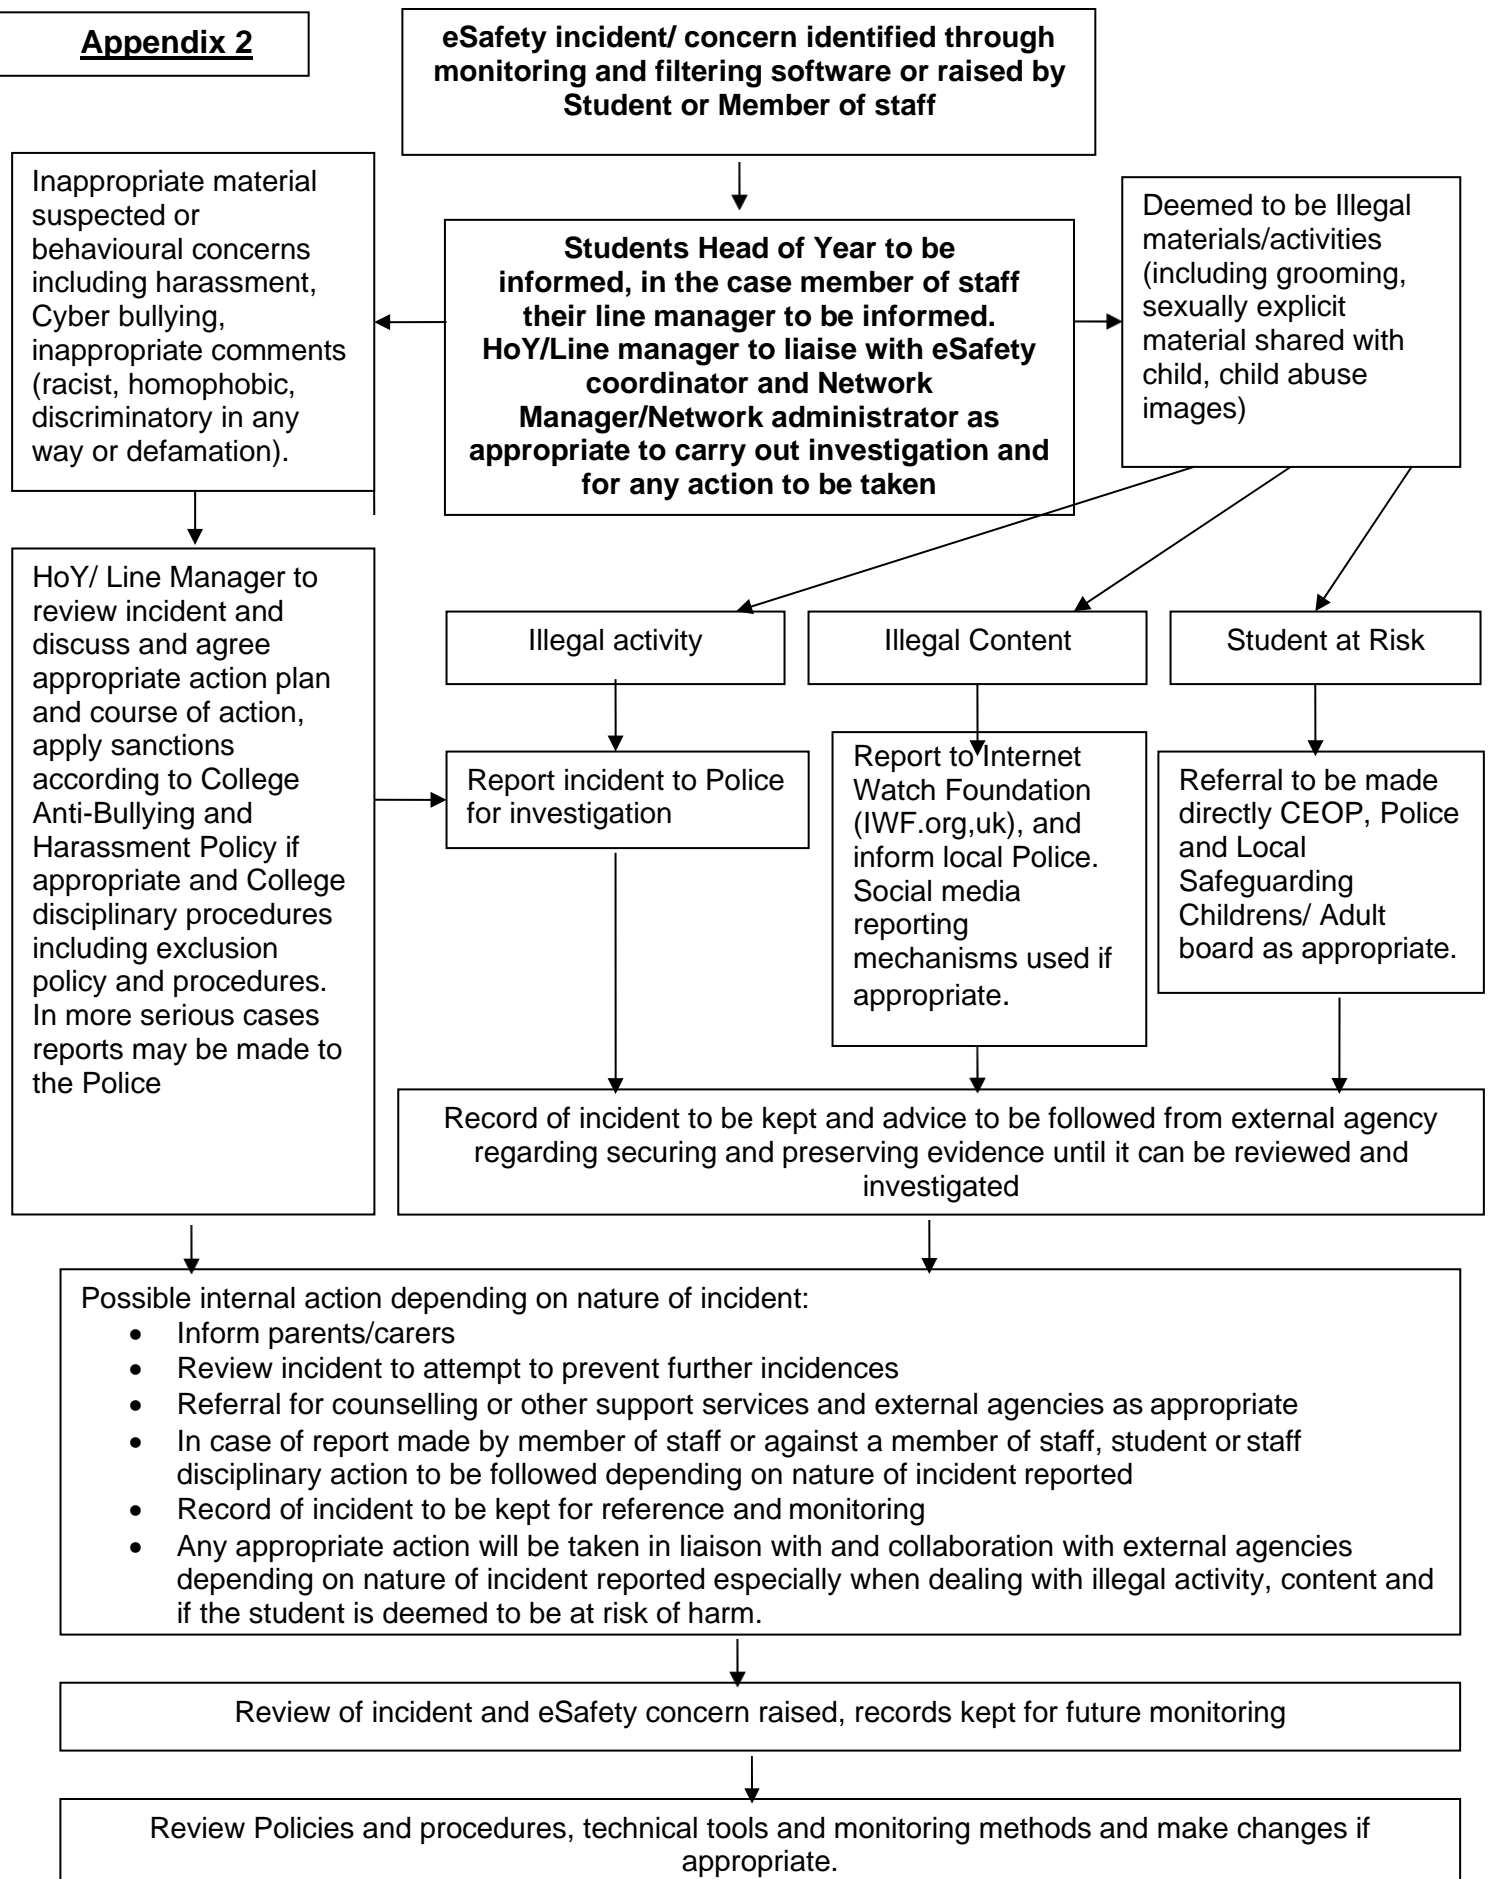 Appendix 2
eSafety incident/ concern identified through
monitoring and filtering software or raised by
Student or Member of staff
Inappropriate material
suspected or
behavioural concerns
including harassment,
Cyber bullying,
inappropriate comments
(racist, homophobic,
discriminatory in any
way or defamation).
Students Head of Year to be
informed, in the case member of staff
their line manager to be informed.
HoY/Line manager to liaise with eSafety
coordinator and Network
Manager/Network administrator as
appropriate to carry out investigation and
for any action to be taken
Deemed to be Illegal
materials/activities
(including grooming,
sexually explicit
material shared with
child, child abuse
images)
HoY/ Line Manager to
review incident and
discuss and agree
appropriate action plan
and course of action,
apply sanctions
according to College
Anti-Bullying and
Harassment Policy if
appropriate and College
disciplinary procedures
including exclusion
policy and procedures.
In more serious cases
reports may be made to
the Police
Illegal activity
Illegal Content
Student at Risk
Report incident to Police
for investigation
Report to Internet
Watch Foundation
(IWF.org,uk), and
inform local Police.
Social media
reporting
mechanisms used if
appropriate.
Referral to be made
directly CEOP, Police
and Local
Safeguarding
Childrens/ Adult
board as appropriate.
Record of incident to be kept and advice to be followed from external agency
regarding securing and preserving evidence until it can be reviewed and
investigated
Possible internal action depending on nature of incident:
• Inform parents/carers
• Review incident to attempt to prevent further incidences
• Referral for counselling or other support services and external agencies as appropriate
• In case of report made by member of staff or against a member of staff, student or staff
disciplinary action to be followed depending on nature of incident reported
• Record of incident to be kept for reference and monitoring
• Any appropriate action will be taken in liaison with and collaboration with external agencies
depending on nature of incident reported especially when dealing with illegal activity, content and
if the student is deemed to be at risk of harm.
Review of incident and eSafety concern raised, records kept for future monitoring
Review Policies and procedures, technical tools and monitoring methods and make changes if
appropriate.